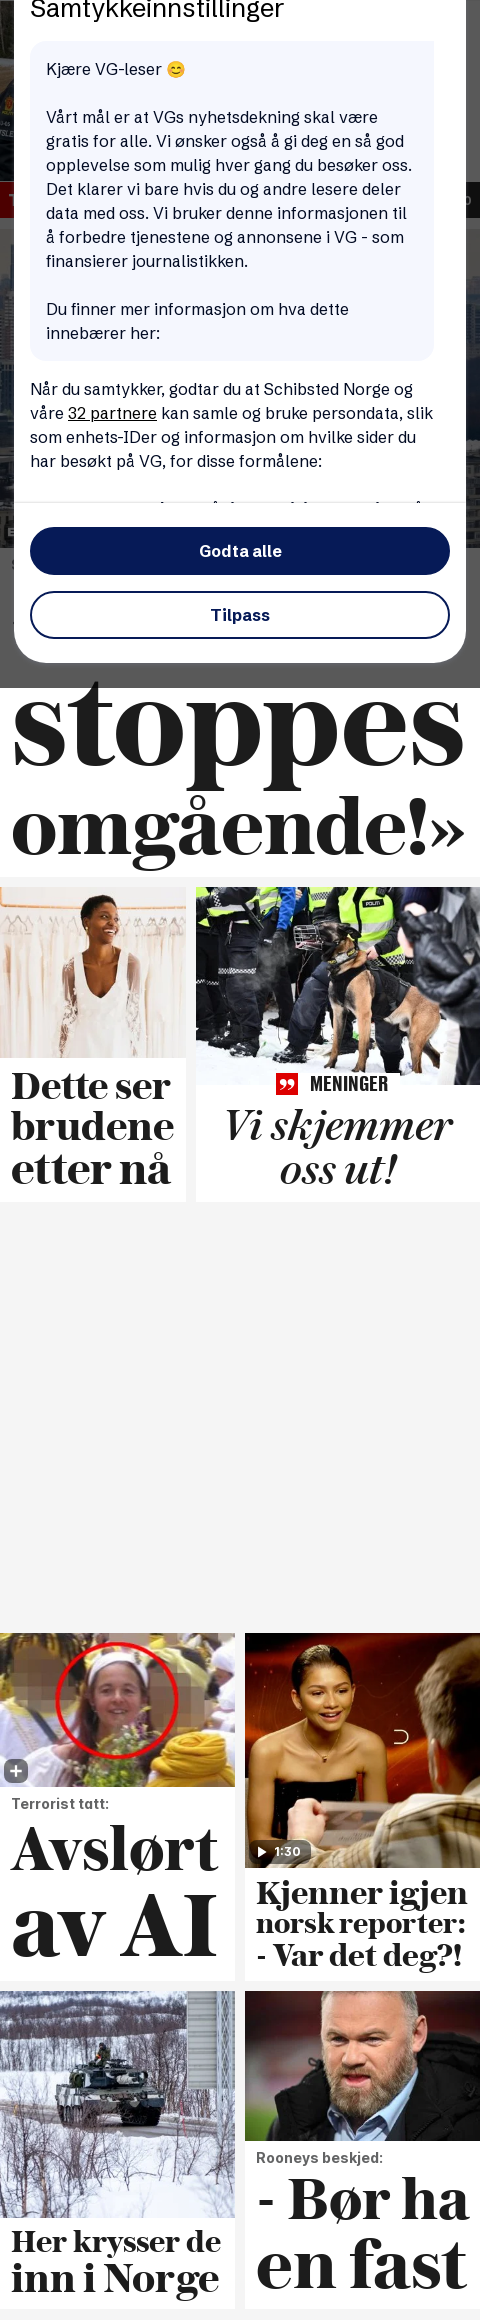 Samtykkeinnstillinger
Kjære VG-leser 😊
Vårt mål er at VGs nyhetsdekning skal være
gratis for alle. Vi ønsker også å gi deg en så god
opplevelse som mulig hver gang du besøker oss.
Det klarer vi bare hvis du og andre lesere deler
data med oss. Vi bruker denne informasjonen til
å forbedre tjenestene og annonsene i VG - som
finansierer journalistikken.
Du finner mer informasjon om hva dette
innebærer her:
Når du samtykker, godtar du at Schibsted Norge og
våre 32 partnere kan samle og bruke persondata, slik
som enhets-IDer og informasjon om hvilke sider du
har besøkt på VG, for disse formålene:
Godta alle
Tilpass
stoppes
omgående!»
POLITI
Dette ser
brudene
etter nå
MENINGER
Vi skjemmer
oss ut!
Terrorist tatt:
Avslørt
av AI
1:30
Kjenner igjen
norsk reporter:
- Var det deg?!
Her krysser de
inn i Norge
Rooneys beskjed:
- Bør ha
en fast